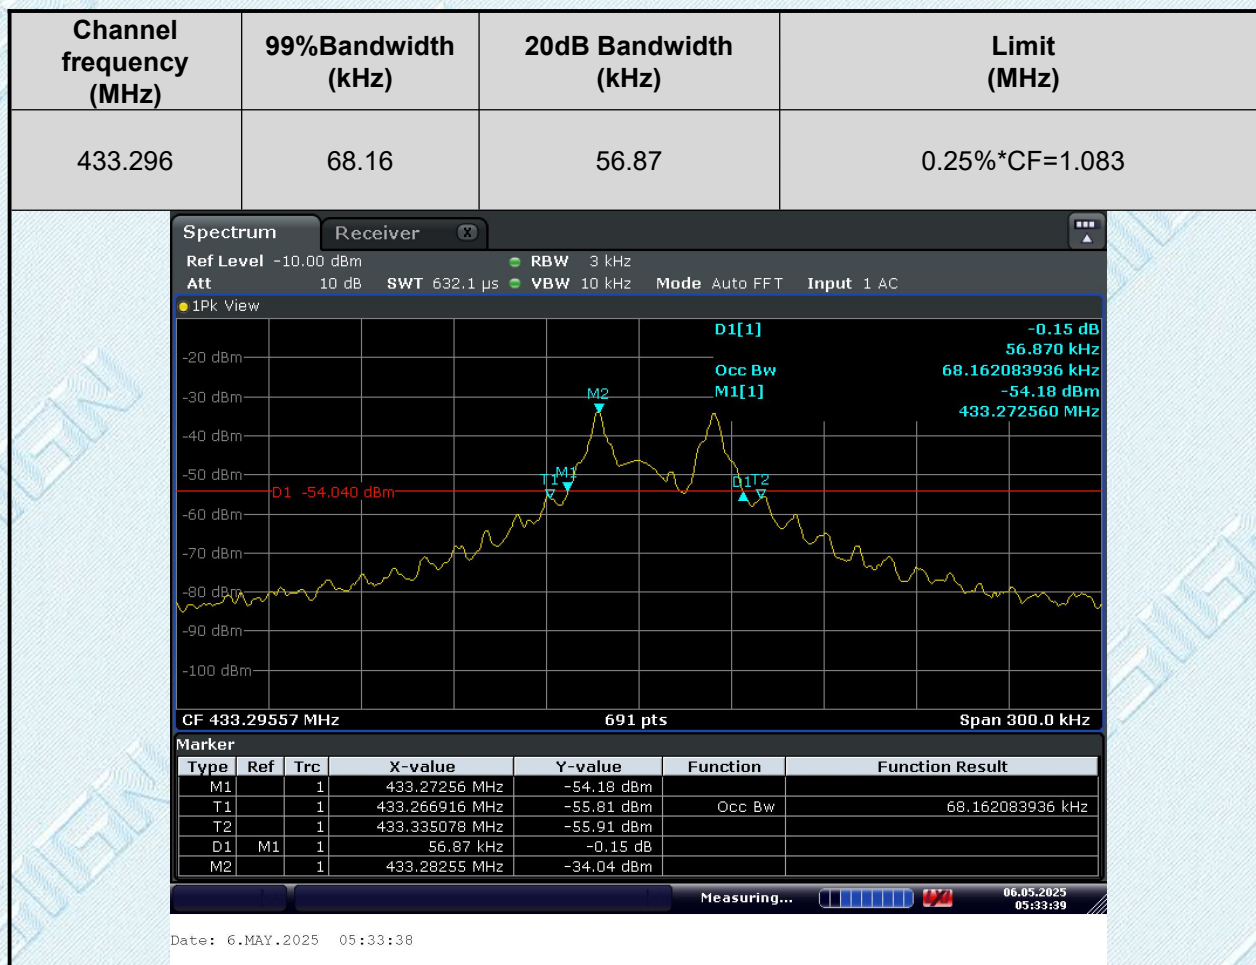 Channel frequency (MHz) 99%Bandwidth (kHz) 20dB Bandwidth (kHz) Limit (MHz)
433.296 68.16 56.87 0.25%*CF=1.083
Spectrum Receiver X
Ref Level -10.00 dBm RBW 3 kHz
Att 10 dB SWT 632.1 µs VBW 10 kHz Mode Auto FFT Input 1 AC
1Pk View
D1[1] -0.15 dB
56.870 kHz
Occ Bw 68.162083936 kHz
M1[1] -54.18 dBm
433.272560 MHz
-20 dBm
-30 dBm
M2
-40 dBm
-50 dBm
T1 M1 D1 T2
D1 -54.040 dBm
-60 dBm
-70 dBm
-80 dBm
-90 dBm
-100 dBm
CF 433.29557 MHz 691 pts Span 300.0 kHz
Marker
Type Ref Trc X-value Y-value Function Function Result
M1 1 433.27256 MHz -54.18 dBm
T1 1 433.266916 MHz -55.81 dBm Occ Bw 68.162083936 kHz
T2 1 433.335078 MHz -55.91 dBm
D1 M1 1 56.87 kHz -0.15 dB
M2 1 433.28255 MHz -34.04 dBm
Measuring... 06.05.2025
05:33:39
Date: 6.MAY.2025 05:33:38